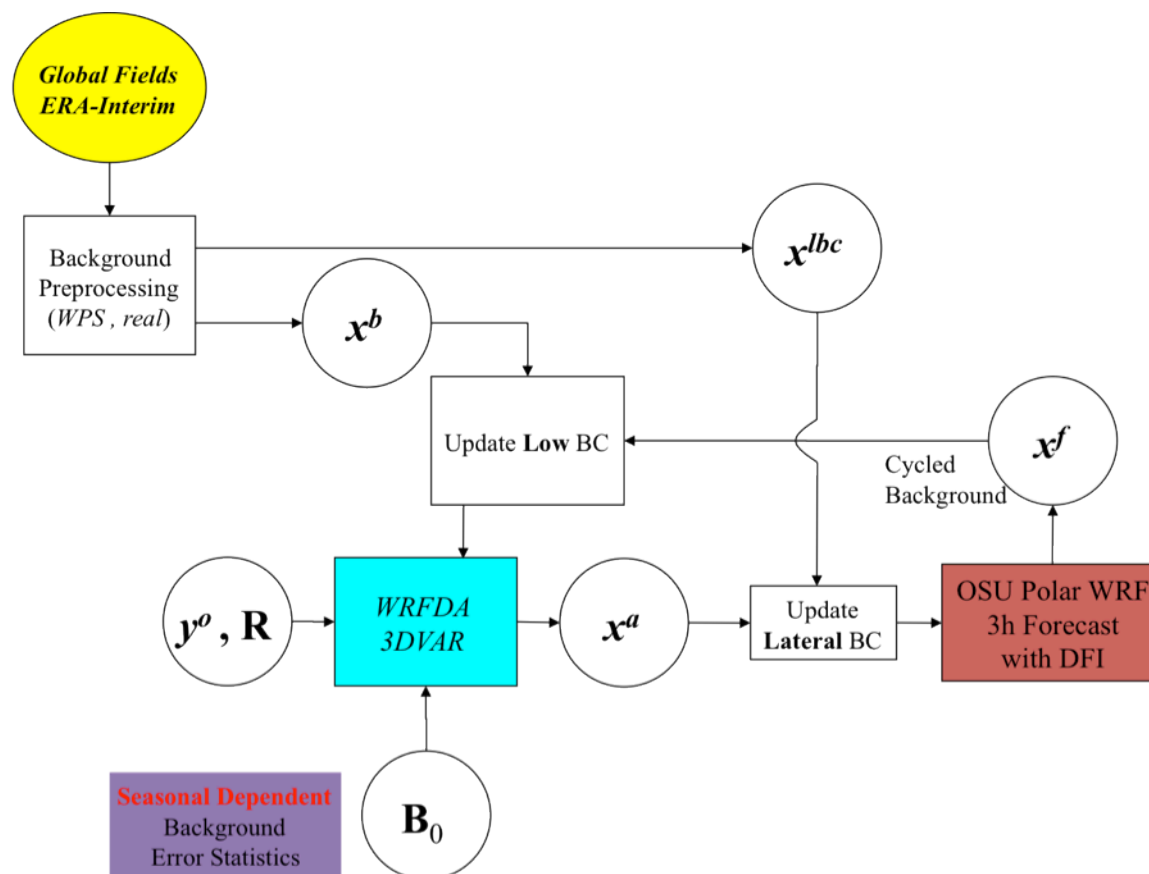 Global Fields
ERA-Interim
Background
Preprocessing
(WPS , real)
x^lbc
x^b
Update Low BC
x^f
Cycled
Background
y^o , R
WRFDA
3DVAR
x^a
Update
Lateral BC
OSU Polar WRF
3h Forecast
with DFI
Seasonal Dependent
Background
Error Statistics
B_0